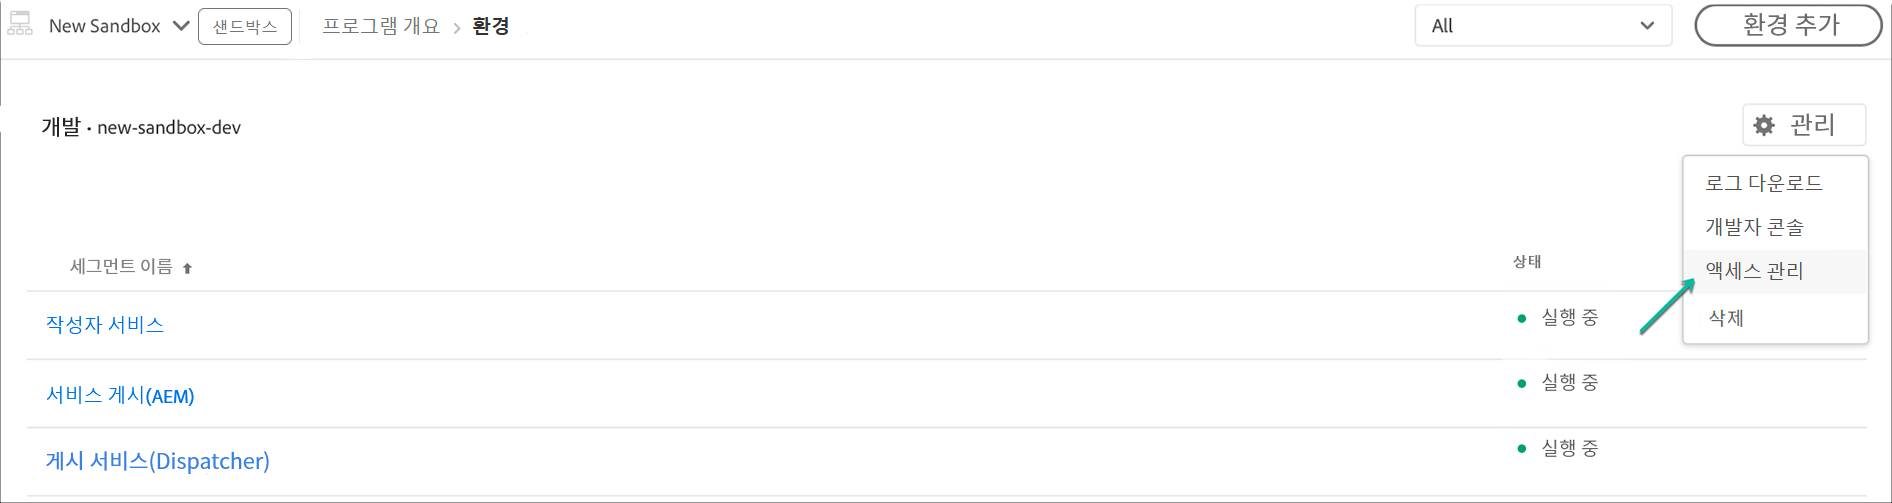 New Sandbox 샌드박스 프로그램 개요 > 환경 All 환경 추가
개발 • new-sandbox-dev 관리
로그 다운로드
개발자 콘솔
액세스 관리
삭제
세그먼트 이름 상태
작성자 서비스 실행 중
서비스 게시(AEM) 실행 중
게시 서비스(Dispatcher) 실행 중